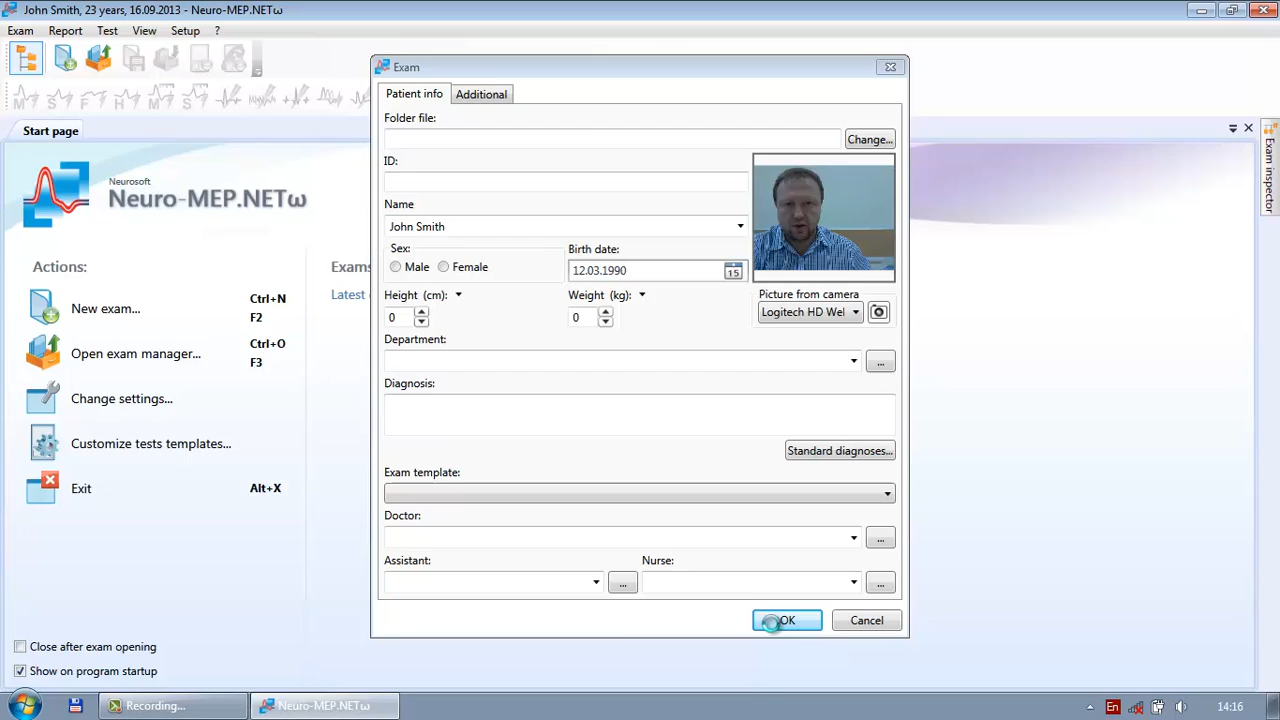 John Smith, 23 years, 16.09.2013 - Neuro-MEP.NETω
Exam Report Test View Setup ?
Start page
Exam inspector
Neurosoft
Neuro-MEP.NETω
Actions:
New exam... Ctrl+N
F2
Open exam manager... Ctrl+O
F3
Change settings...
Customize tests templates...
Exit Alt+X
Exams
Latest
Close after exam opening
Show on program startup
Exam
Patient info Additional
Folder file:
Change...
ID:
Name
John Smith
Sex:
Male Female
Birth date:
12.03.1990 15
Height (cm): Weight (kg):
0 0
Picture from camera
Logitech HD Wel
Department:
...
Diagnosis:
Standard diagnoses...
Exam template:
Doctor:
...
Assistant: Nurse:
... ...
OK Cancel
Recording... Neuro-MEP.NETω En 14:16